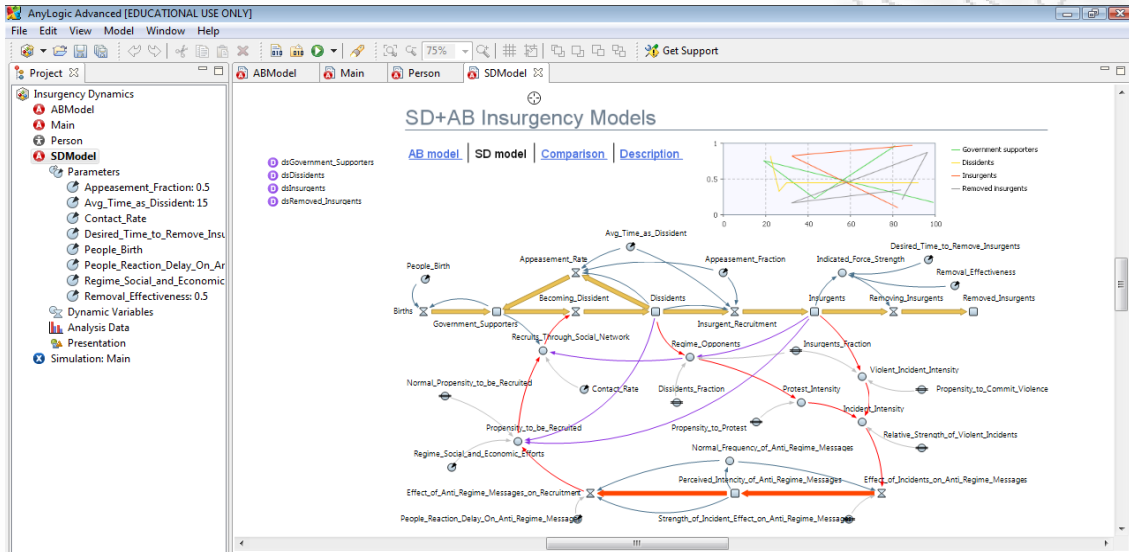 AnyLogic Advanced [EDUCATIONAL USE ONLY]
File Edit View Model Window Help
75% Get Support
Project
ABModel Main Person SDModel
Insurgency Dynamics
ABModel
Main
Person
SDModel
Parameters
Appeasement_Fraction: 0.5
Avg_Time_as_Dissident: 15
Contact_Rate
Desired_Time_to_Remove_Insu
People_Birth
People_Reaction_Delay_On_Ar
Regime_Social_and_Economic
Removal_Effectiveness: 0.5
Dynamic Variables
Analysis Data
Presentation
Simulation: Main
SD+AB Insurgency Models
AB model SD model Comparison Description
dsGovernment_Supporters
dsDissidents
dsInsurgents
dsRemoved_Insurgents
1
0.5
0
0 20 40 60 80 100
Government supporters
Dissidents
Insurgents
Removed insurgents
Avg_Time_as_Dissident
Desired_Time_to_Remove_Insurgents
People_Birth
Appeasement_Rate
Appeasement_Fraction
Indicated_Force_Strength
Removal_Effectiveness
Births
Becoming_Dissident
Dissidents
Insurgents
Removing_Insurgents
Removed_Insurgents
Government_Supporters
Insurgent_Recruitment
Recruits_Through_Social_Network
Regime_Opponents
Insurgents_Fraction
Violent_Incident_Intensity
Normal_Propensity_to_be_Recruited
Contact_Rate
Dissidents_Fraction
Protest_Intensity
Propensity_to_Commit_Violence
Incident_Intensity
Propensity_to_be_Recruited
Propensity_to_Protest
Relative_Strength_of_Violent_Incidents
Regime_Social_and_Economic_Efforts
Normal_Frequency_of_Anti_Regime_Messages
Perceived_Intencity_of_Anti_Regime_Messages
Effect_of_Incidents_on_Anti_Regime_Messages
Effect_of_Anti_Regime_Messages_on_Recruitment
People_Reaction_Delay_On_Anti_Regime_Messages
Strength_of_Incident_Effect_on_Anti_Regime_Messages